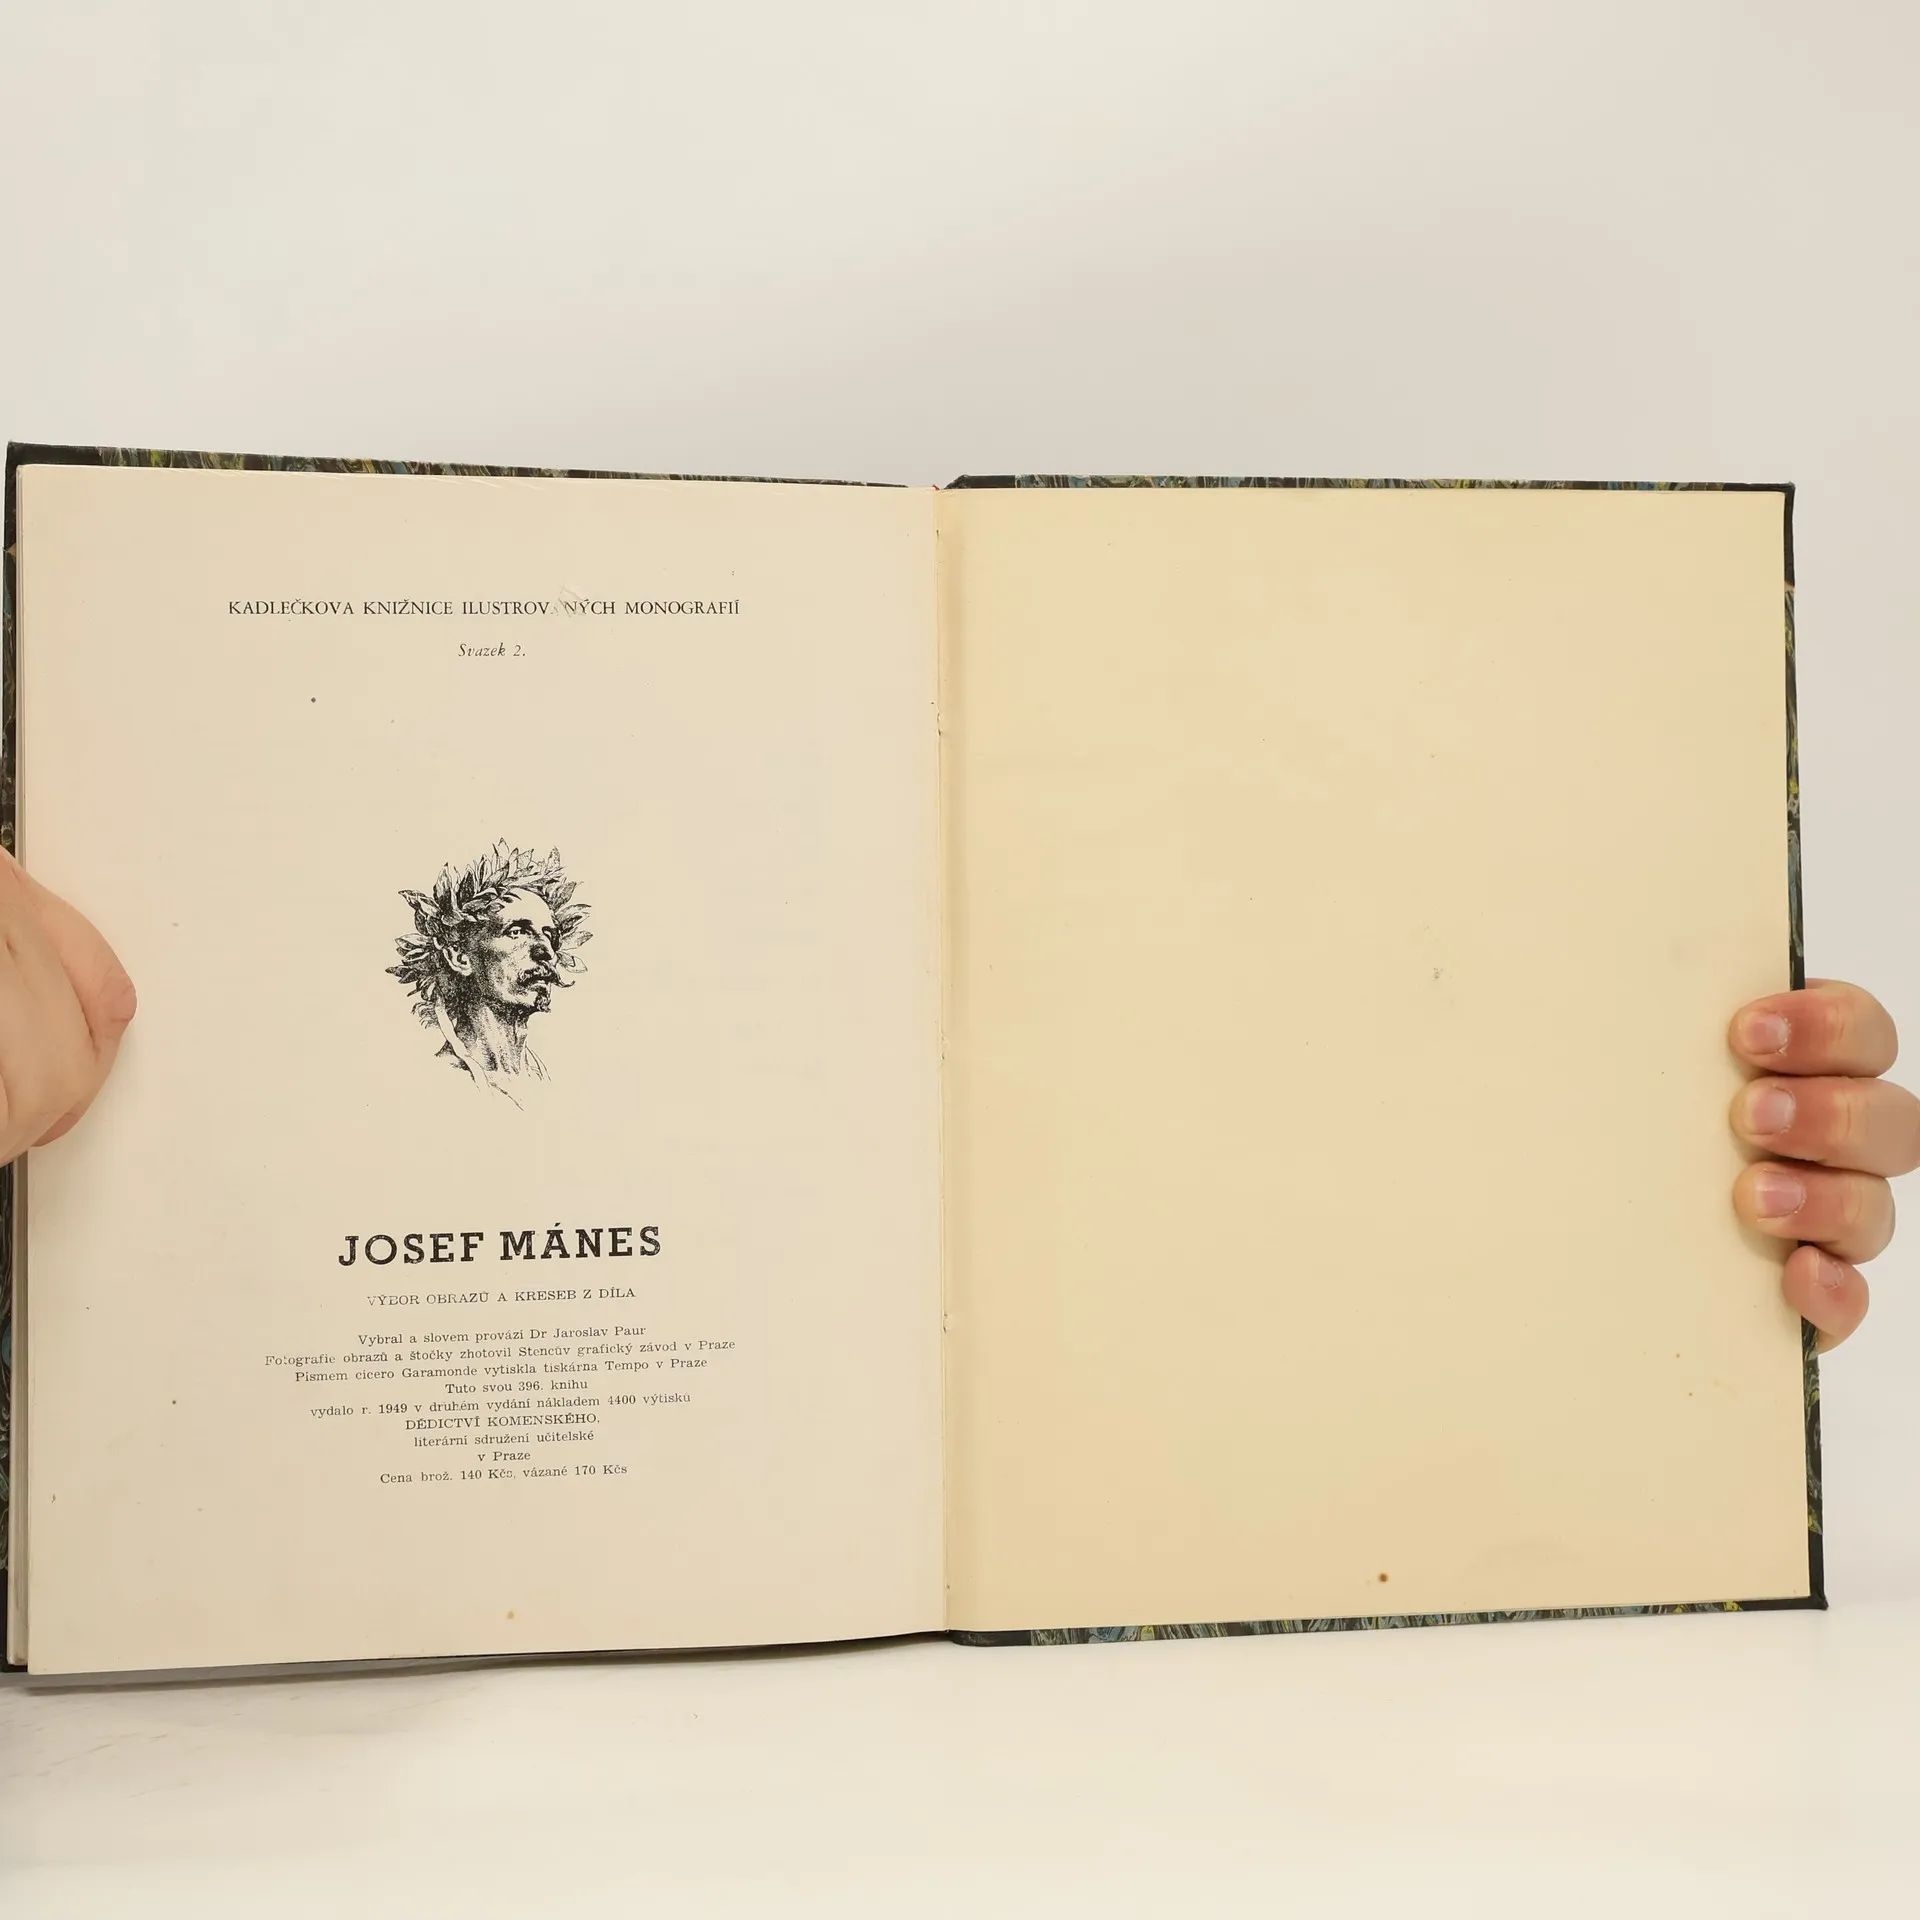 KADLEČKOVA KNIŽNICE ILUSTROVANÝCH MONOGRAFIÍ
Svazek 2.
JOSEF MÁNES
VÝBOR OBRAZŮ A KRESEB Z DÍLA
Vybral a slovem provází Dr Jaroslav Paur
Fotografie obrazů a štočky zhotovil Stencův grafický závod v Praze
Pismem cicero Garamonde vytiskla tiskárna Tempo v Praze
Tuto svou 396. knihu
vydalo r. 1949 v druhém vydání nákladem 4400 výtisků
DĚDICTVÍ KOMENSKÉHO,
literární sdružení učitelské
v Praze
Cena brož. 140 Kčs, vázané 170 Kčs